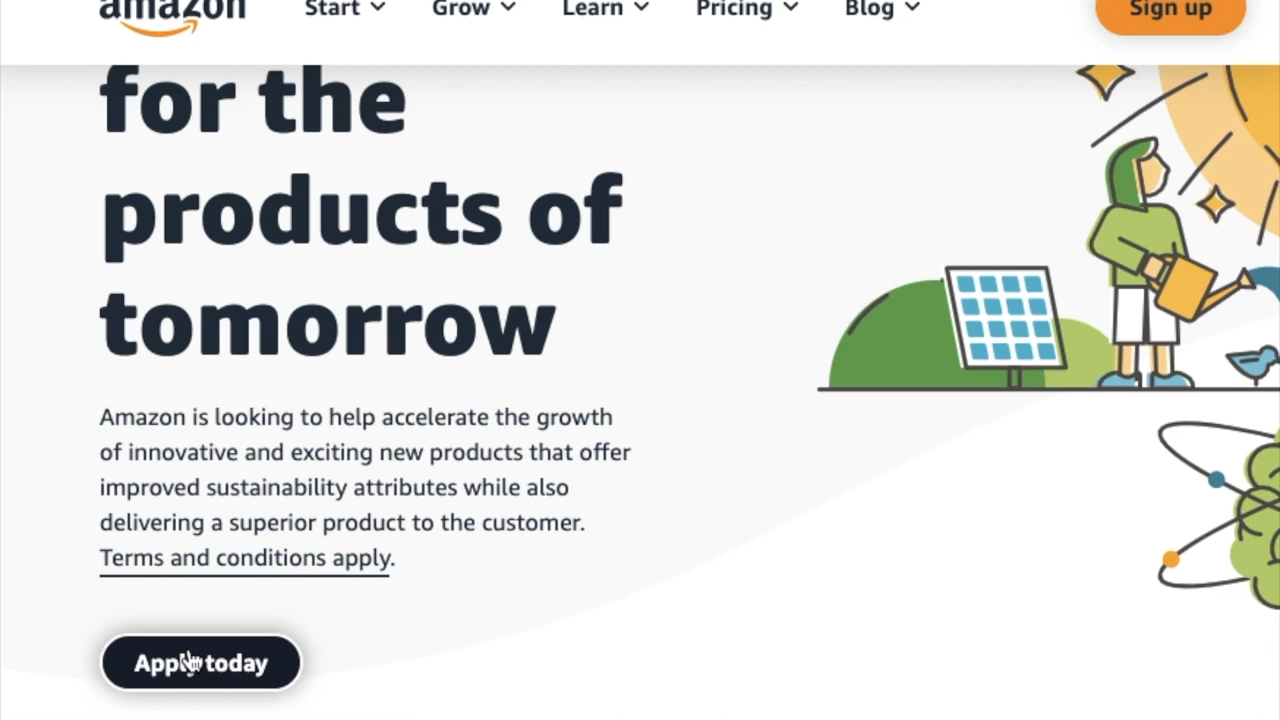 amazon
Start
Grow
Learn
Pricing
Blog
Sign up
for the
products of
tomorrow
Amazon is looking to help accelerate the growth
of innovative and exciting new products that offer
improved sustainability attributes while also
delivering a superior product to the customer.
Terms and conditions apply.
Apply today